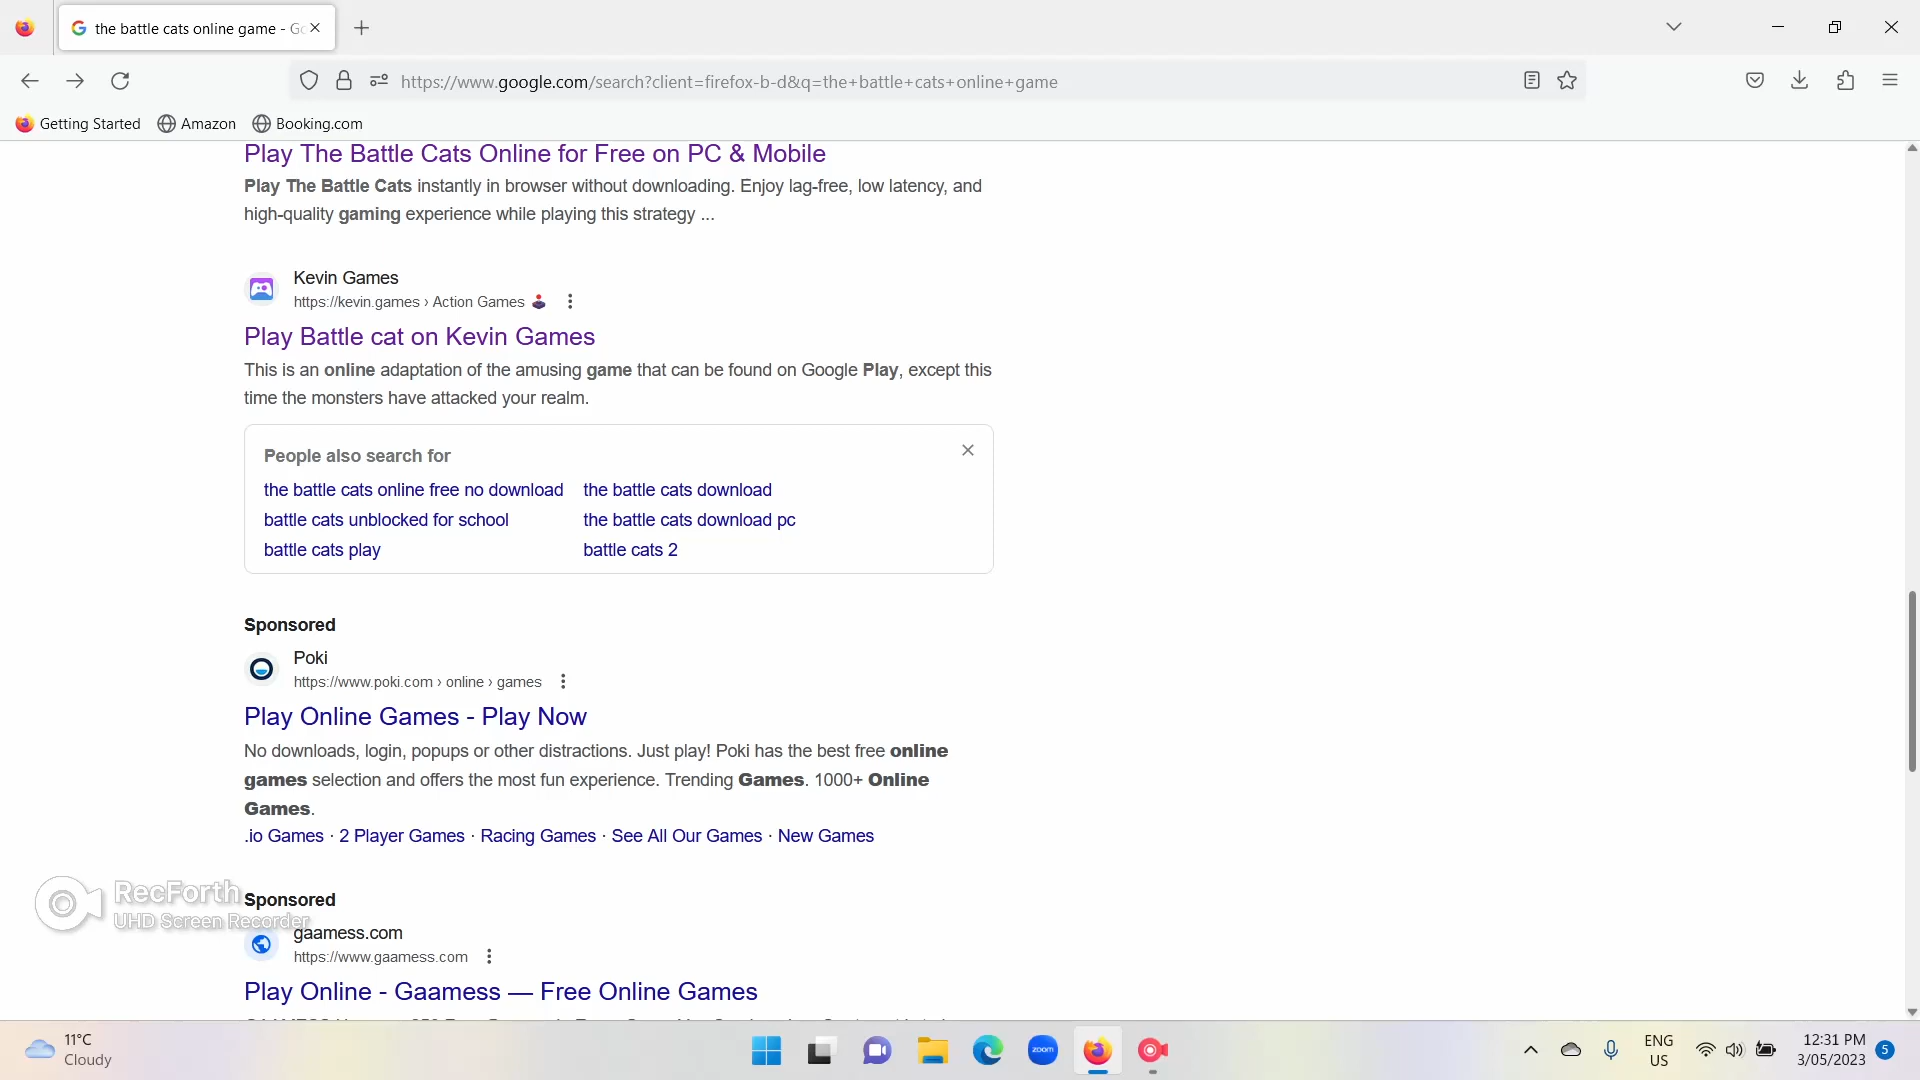 the battle cats online game - Go
https://www.google.com/search?client=firefox-b-d&q=the+battle+cats+online+game
Getting Started Amazon Booking.com
Play The Battle Cats Online for Free on PC & Mobile
Play The Battle Cats instantly in browser without downloading. Enjoy lag-free, low latency, and
high-quality gaming experience while playing this strategy ...
Kevin Games
https://kevin.games › Action Games
Play Battle cat on Kevin Games
This is an online adaptation of the amusing game that can be found on Google Play, except this
time the monsters have attacked your realm.
People also search for
the battle cats online free no download the battle cats download
battle cats unblocked for school the battle cats download pc
battle cats play battle cats 2
Sponsored
Poki
https://www.poki.com › online › games
Play Online Games - Play Now
No downloads, login, popups or other distractions. Just play! Poki has the best free online
games selection and offers the most fun experience. Trending Games. 1000+ Online
Games.
.io Games · 2 Player Games · Racing Games · See All Our Games · New Games
RecForth
UHD Screen Recorder
Sponsored
gaamess.com
https://www.gaamess.com
Play Online - Gaamess — Free Online Games
11°C
Cloudy
zoom
ENG
US
12:31 PM
3/05/2023
5